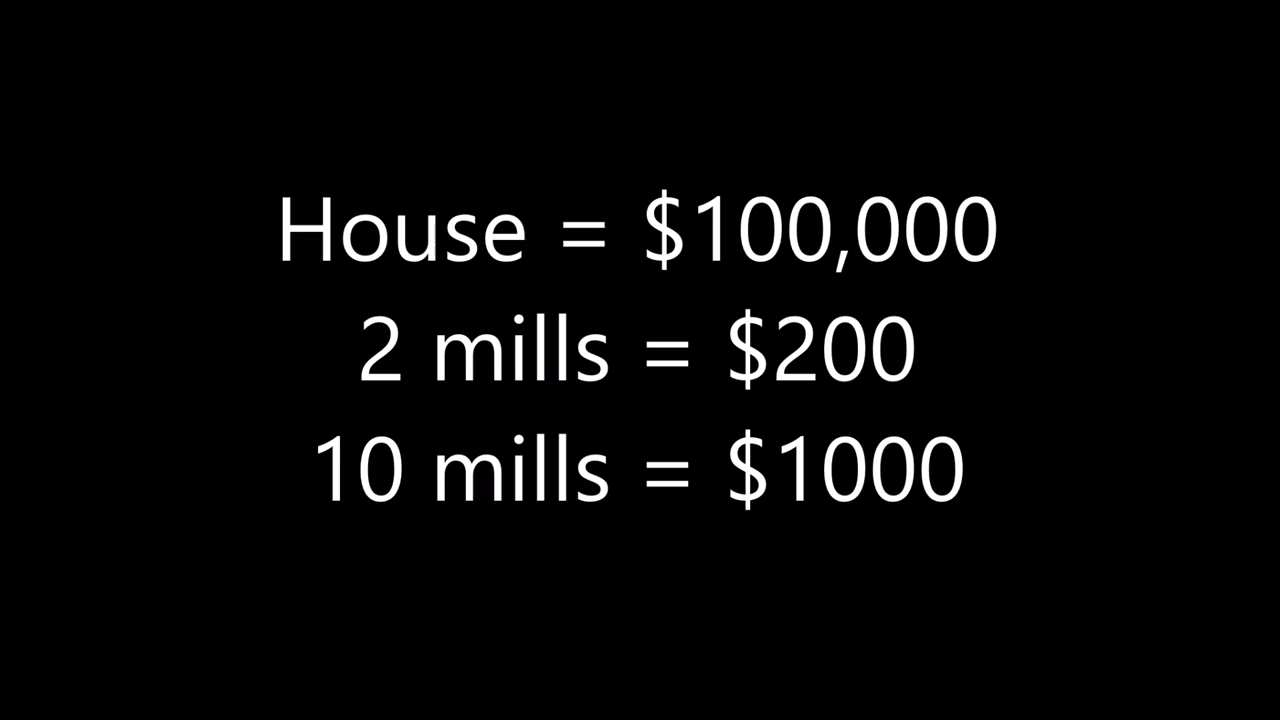 House = $100,000
2 mills = $200
10 mills = $1000